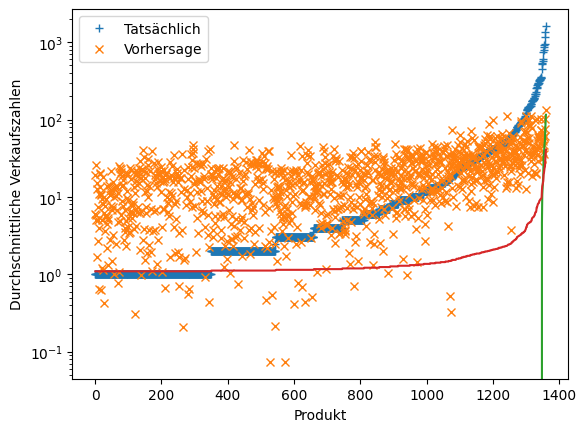 Tatsächlich
Vorhersage
Durchschnittliche Verkaufszahlen
10³
10²
10¹
10⁰
10⁻¹
0 200 400 600 800 1000 1200 1400
Produkt